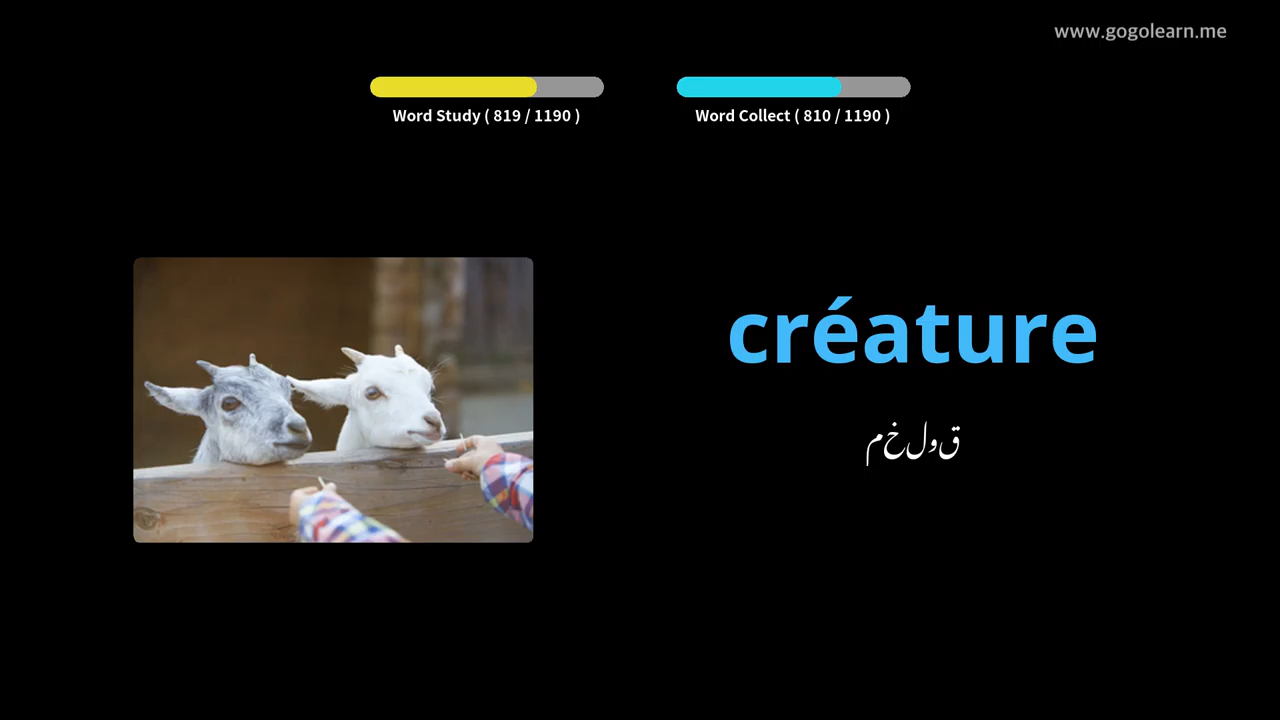 www.gogolearn.me
Word Study ( 819 / 1190 )
Word Collect ( 810 / 1190 )
créature
قولخم